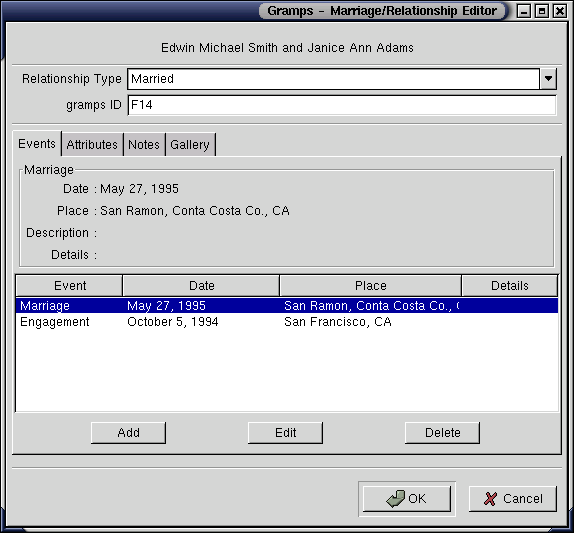 Gramps - Marriage/Relationship Editor
Edwin Michael Smith and Janice Ann Adams
Relationship Type Married
gramps ID F14
Events Attributes Notes Gallery
Marriage
Date : May 27, 1995
Place : San Ramon, Conta Costa Co., CA
Description :
Details :
Event Date Place Details
Marriage May 27, 1995 San Ramon, Conta Costa Co.,
Engagement October 5, 1994 San Francisco, CA
Add Edit Delete
OK Cancel